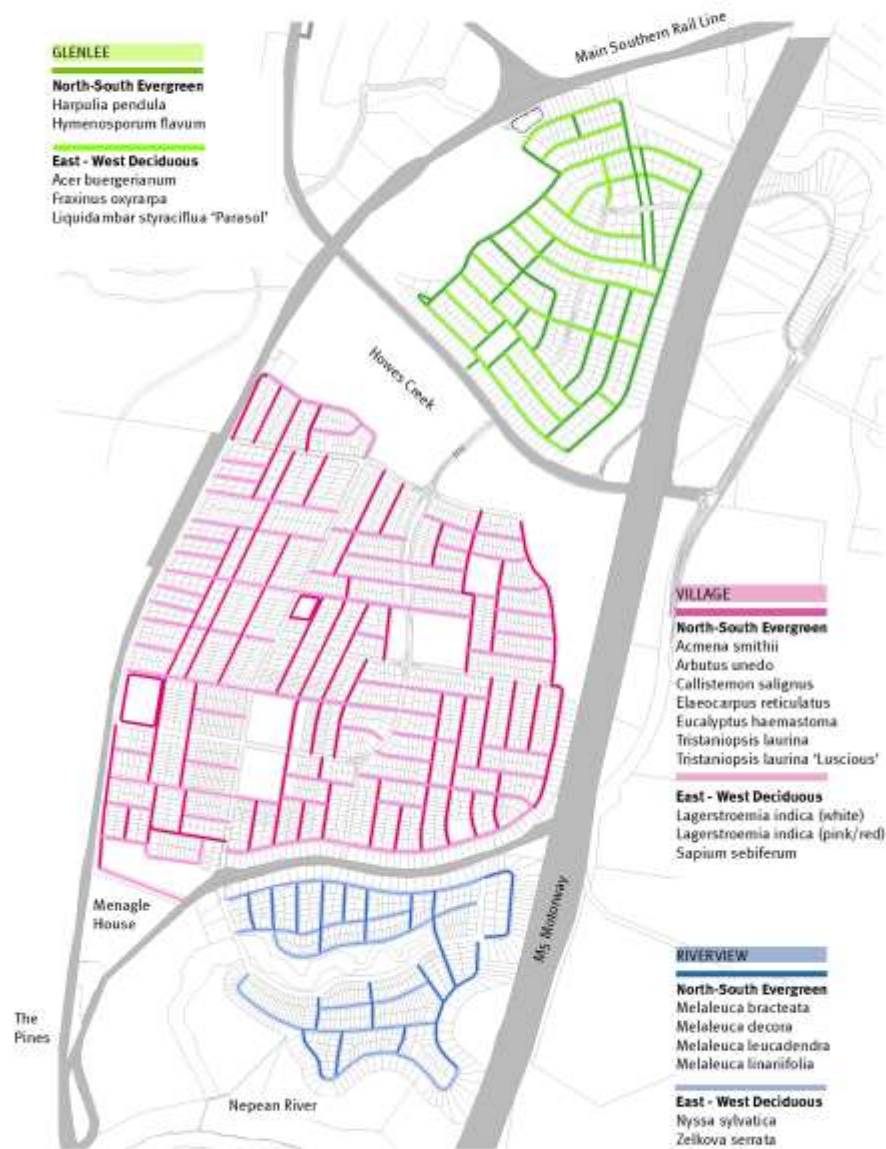 Main Southern Rail Line
GLENLEE
North-South Evergreen
Harpulia pendula
Hymenosporum flavum
East - West Deciduous
Acer buergerianum
Fraxinus oxyrarpa
Liquidambar styraciflua "Parasol'
Howes Creek
VILLAGE
North-South Evergreen
Acmena smithii
Arbutus unedo
Callistemon salignus
Elaeocarpus reticulatus
Eucalyptus haemastoma
Tristaniopsis laurina
Tristaniopsis laurina 'Luscious'
East - West Deciduous
Lagerstroemia indica (white)
Lagerstroemia indica (pink/red)
Sapium sebiferum
Menagle
House
M5 Motorway
RIVERVIEW
North-South Evergreen
Melaleuca bracteata
Melaleuca decora
Melaleuca leucadendra
Melaleuca linariifolia
East - West Deciduous
Nyssa sylvatica
Zelkova serrata
The
Pines
Nepean River